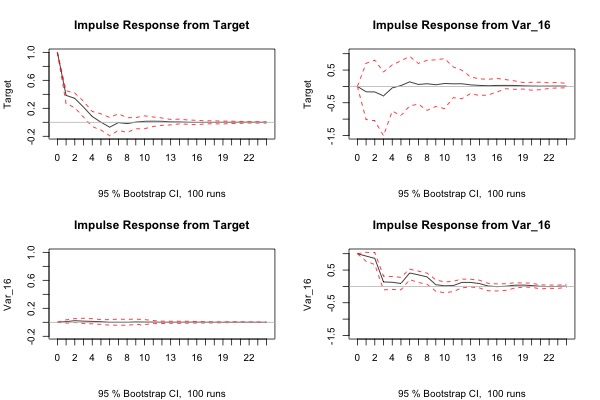 Impulse Response from Target
Target
-0.2 0.2 0.6 1.0
0 2 4 6 8 10 13 16 19 22
95 % Bootstrap CI, 100 runs
Impulse Response from Var_16
Target
-1.5 -0.5 0.5
0 2 4 6 8 10 13 16 19 22
95 % Bootstrap CI, 100 runs
Impulse Response from Target
Var_16
-0.2 0.2 0.6 1.0
0 2 4 6 8 10 13 16 19 22
95 % Bootstrap CI, 100 runs
Impulse Response from Var_16
Var_16
-1.5 -0.5 0.5
0 2 4 6 8 10 13 16 19 22
95 % Bootstrap CI, 100 runs